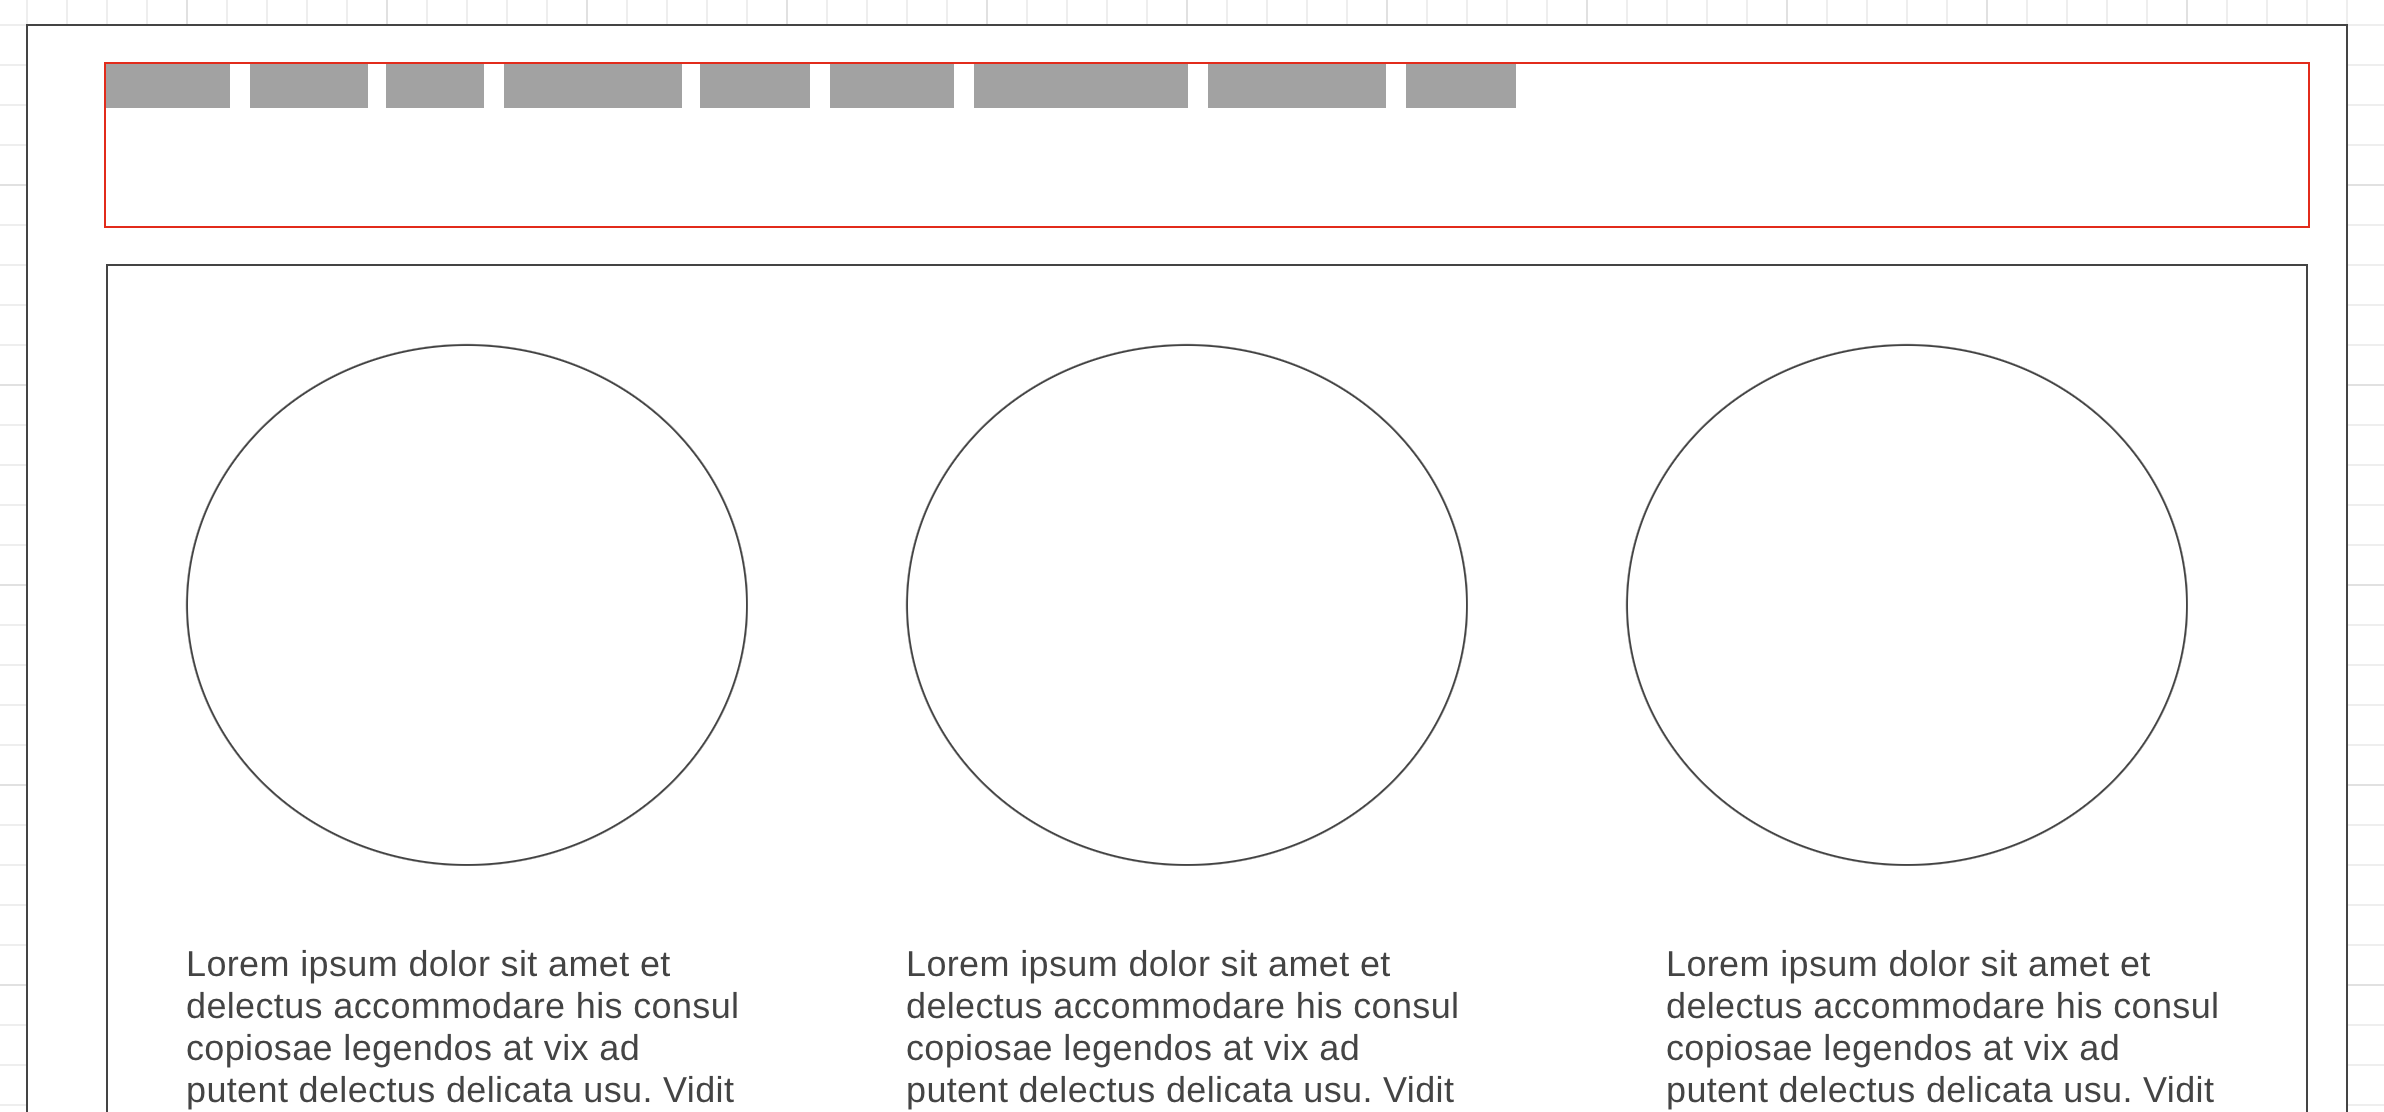 Lorem ipsum dolor sit amet et
delectus accommodare his consul
copiosae legendos at vix ad
putent delectus delicata usu. Vidit
Lorem ipsum dolor sit amet et
delectus accommodare his consul
copiosae legendos at vix ad
putent delectus delicata usu. Vidit
Lorem ipsum dolor sit amet et
delectus accommodare his consul
copiosae legendos at vix ad
putent delectus delicata usu. Vidit